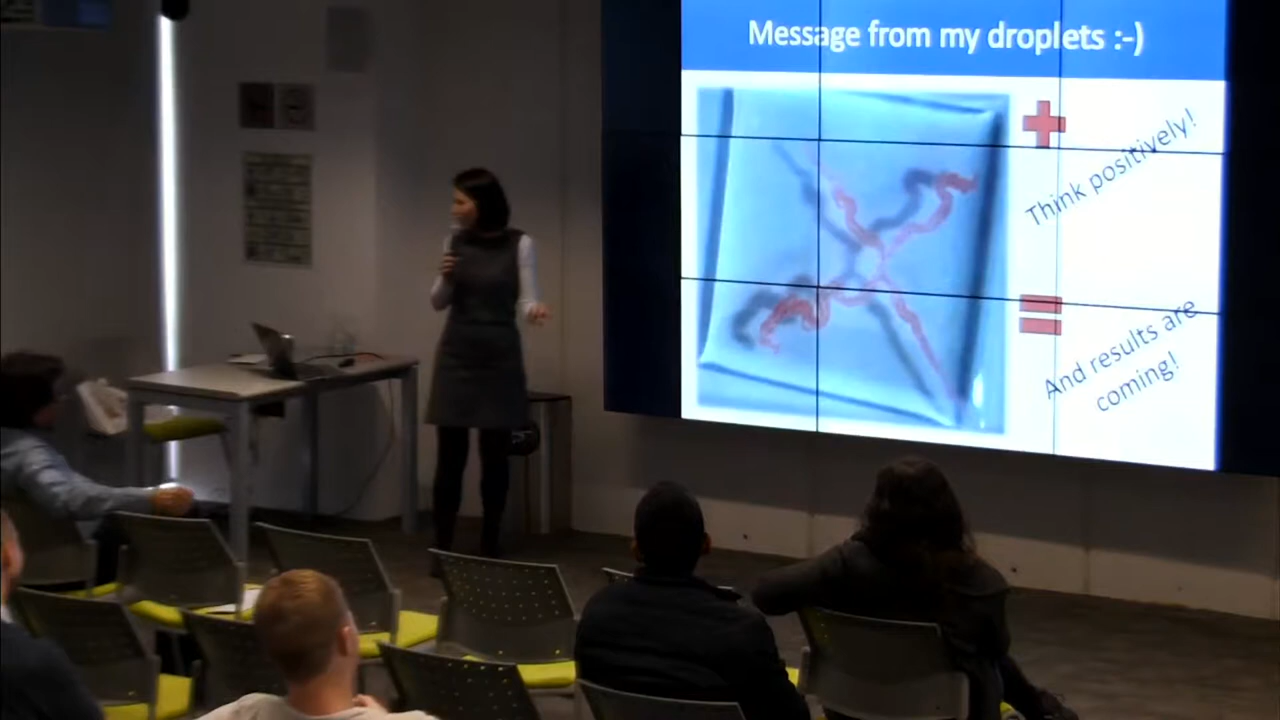 Message from my droplets :-)
Think positively!
And results are
coming!